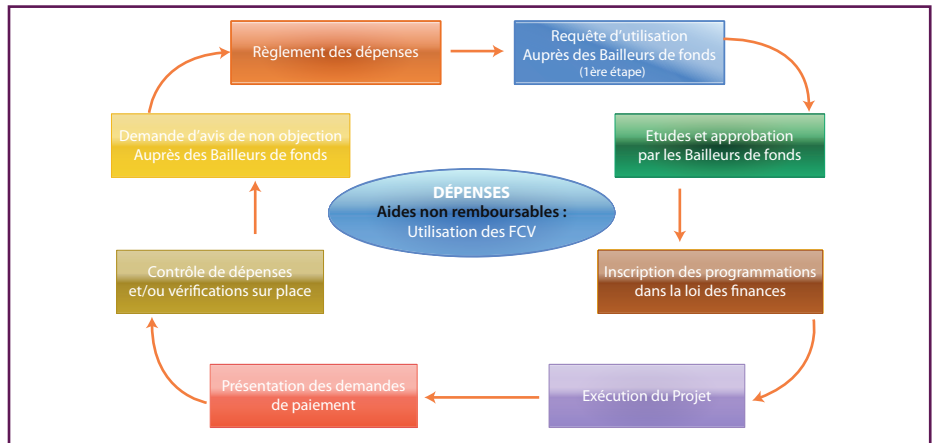 Règlement des dépenses
Requête d'utilisation
Auprès des Bailleurs de fonds
(1ère étape)
Demande d'avis de non objection
Auprès des Bailleurs de fonds
Etudes et approbation
par les Bailleurs de fonds
DÉPENSES
Aides non remboursables :
Utilisation des FCV
Contrôle de dépenses
et/ou vérifications sur place
Inscription des programmations
dans la loi des finances
Présentation des demandes
de paiement
Exécution du Projet